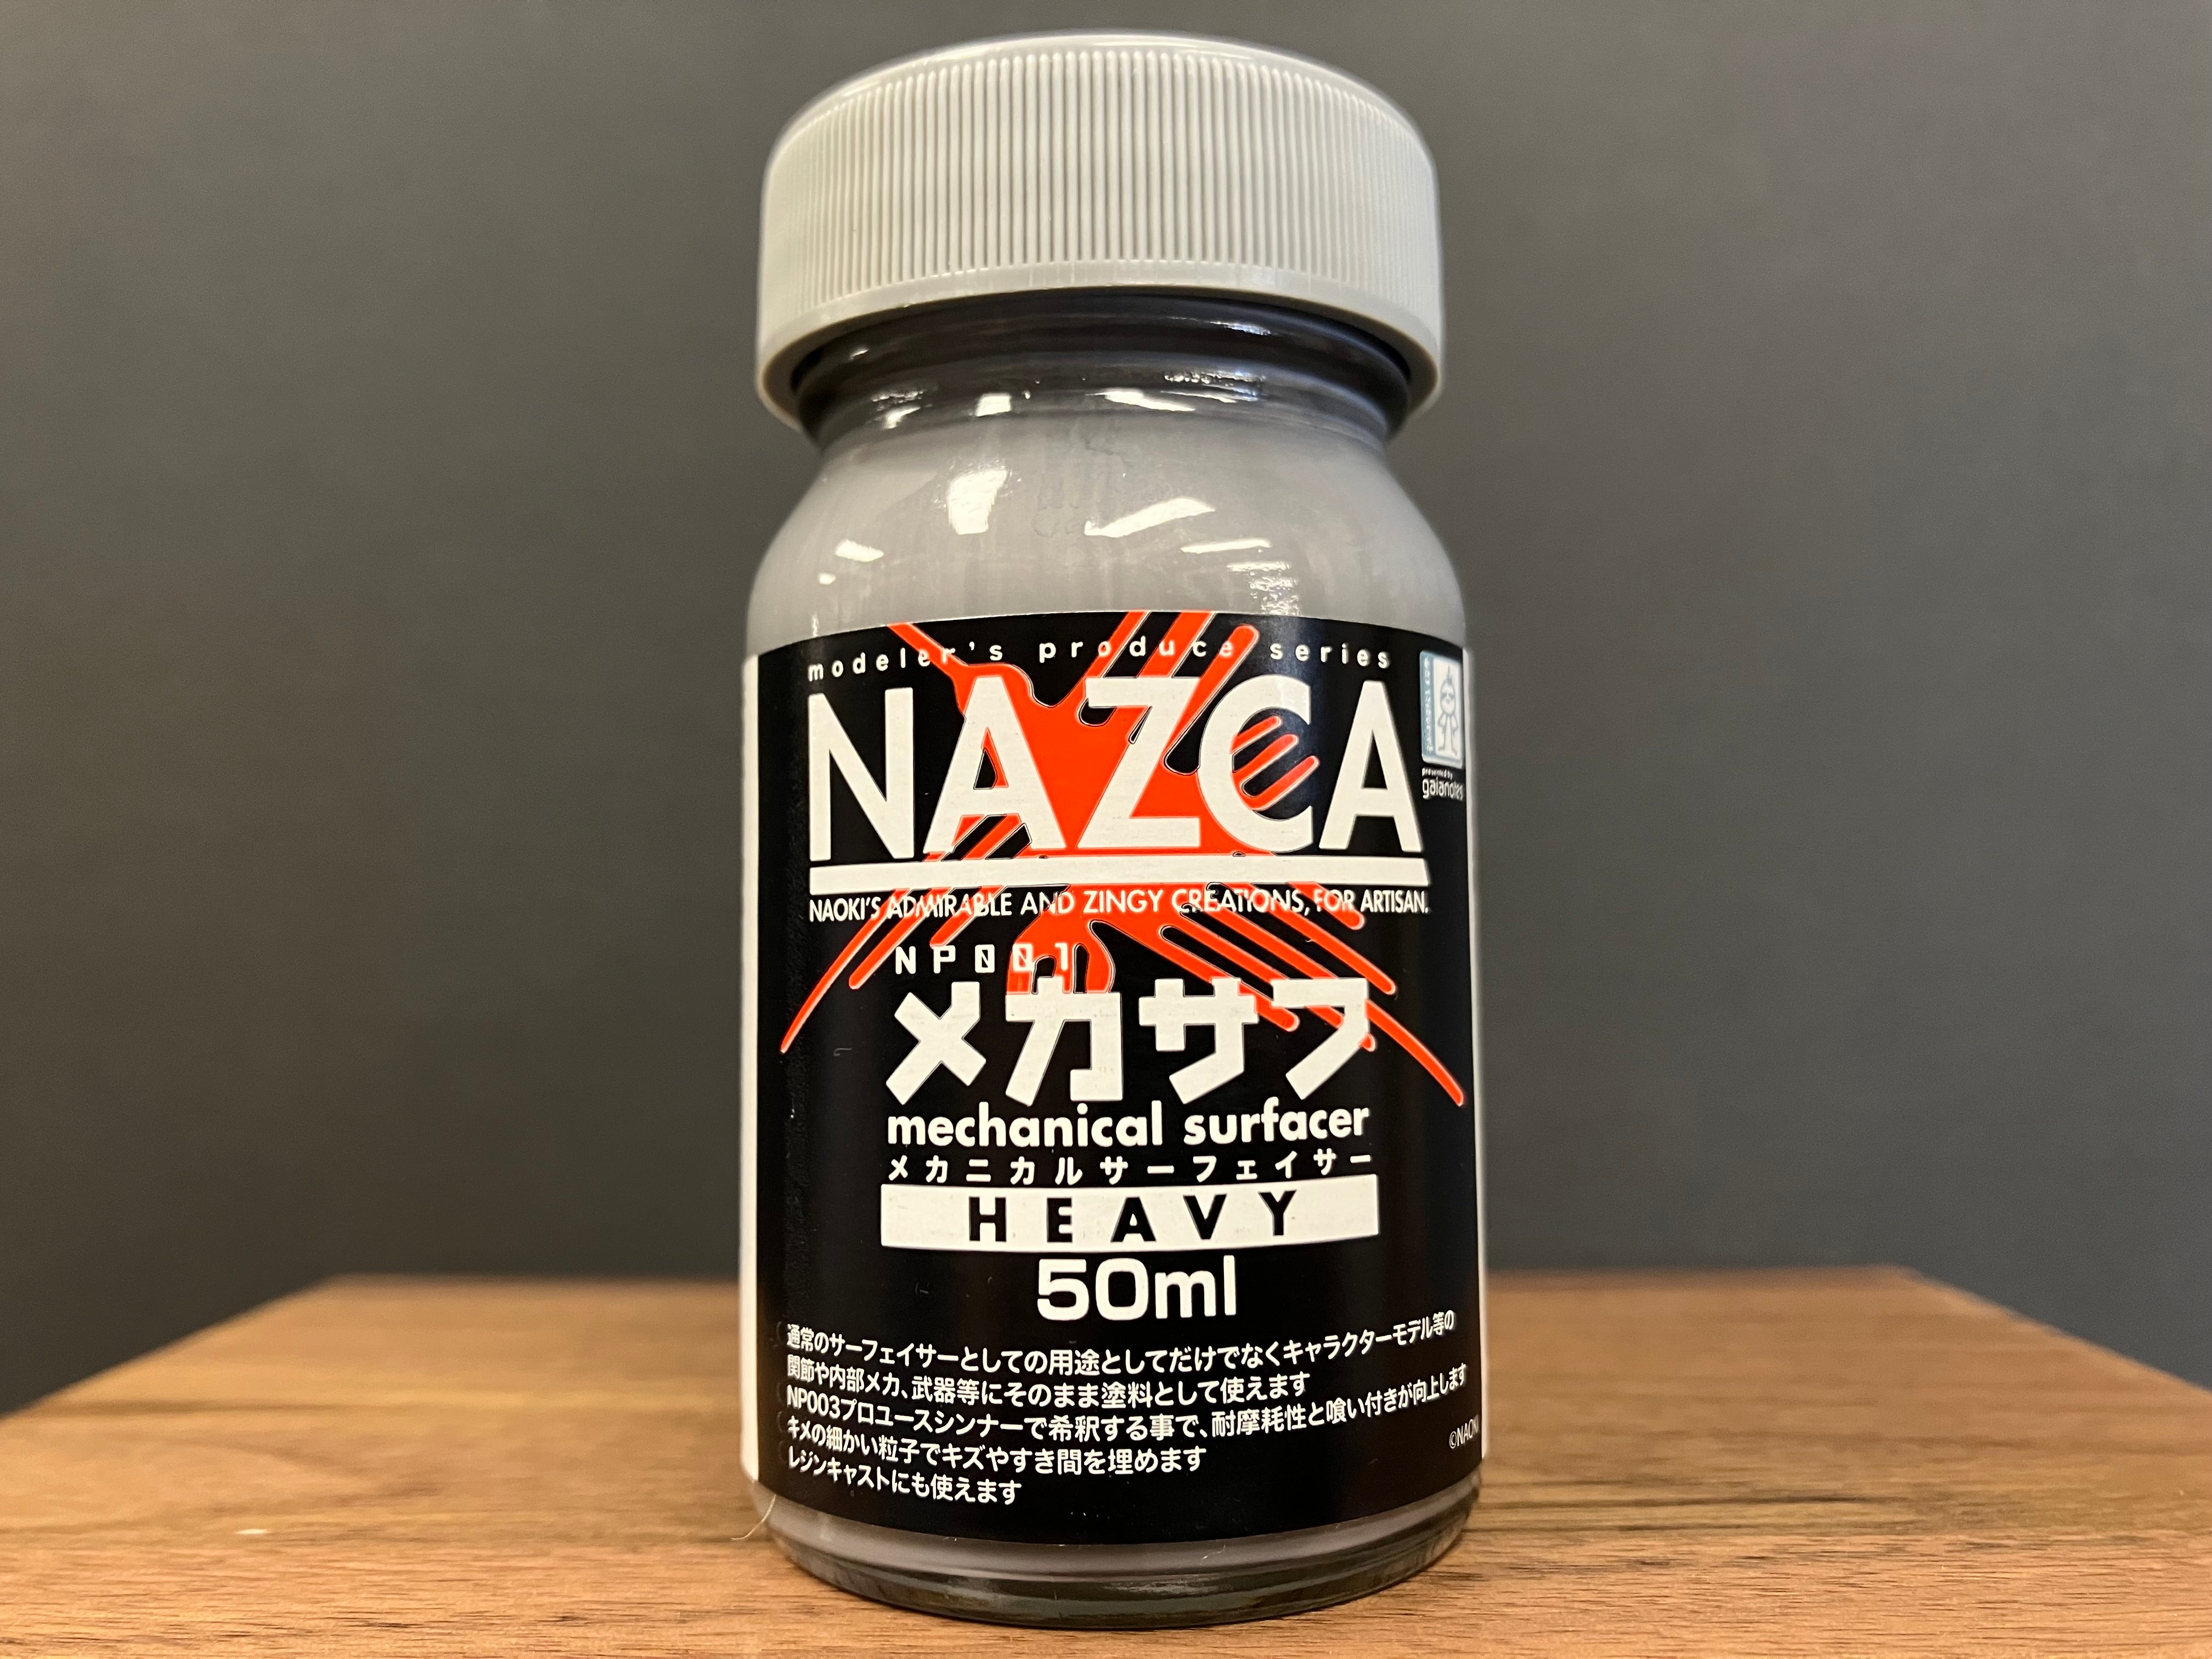 modeler's produce series
NAZCA
presented by
gaianotes
NAOKI'S ADMIRABLE AND ZINGY CREATIONS, FOR ARTISAN.
NP001
メカサフ
mechanical surfacer
メカニカルサーフェイサー
HEAVY
50ml
通常のサーフェイサーとしての用途としてだけでなくキャラクターモデル等の
関節や内部メカ、武器等にそのまま塗料として使えます
NP003プロユースシンナーで希釈する事で、耐摩耗性と喰い付きが向上します
キメの細かい粒子でキズやすき間を埋めます
レジンキャストにも使えます
©NAOKI